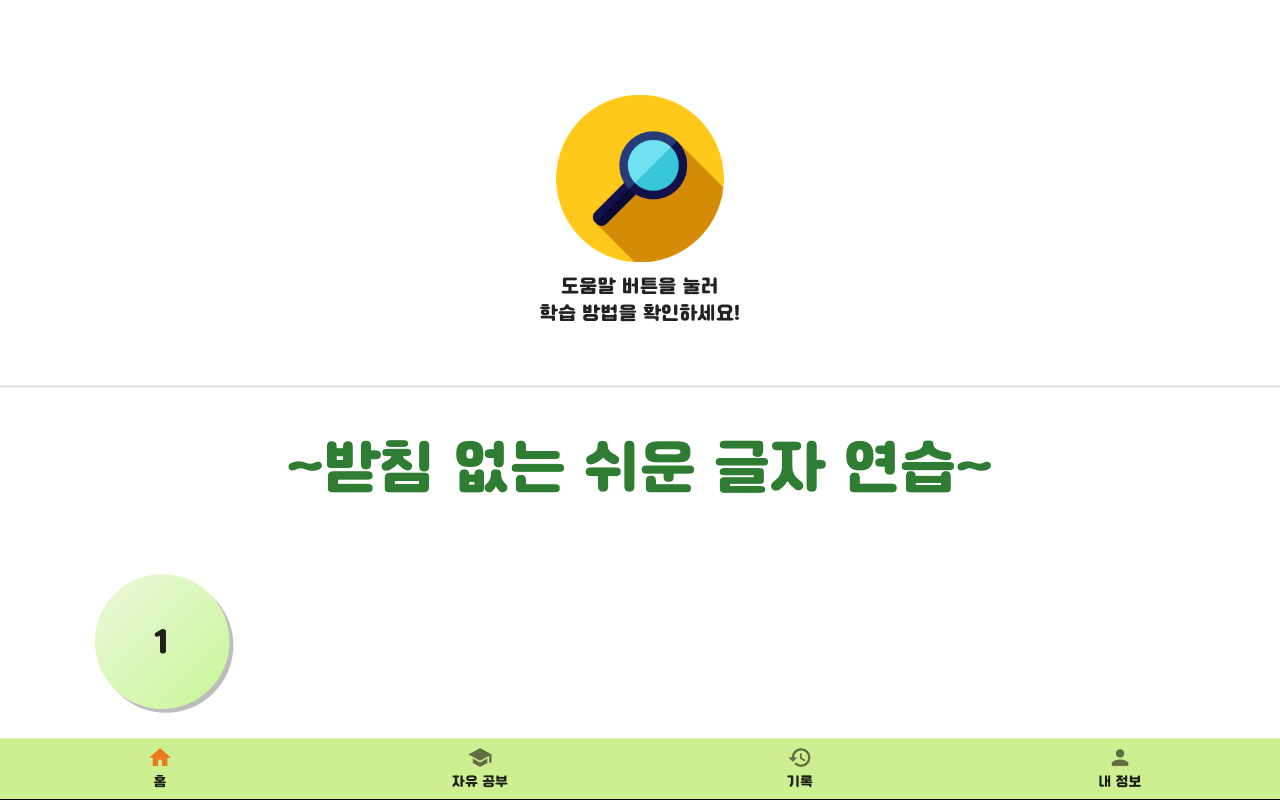 도움말 버튼을 눌러
학습 방법을 확인하세요!
~받침 없는 쉬운 글자 연습~
1
홈
자유 공부
기록
내 정보